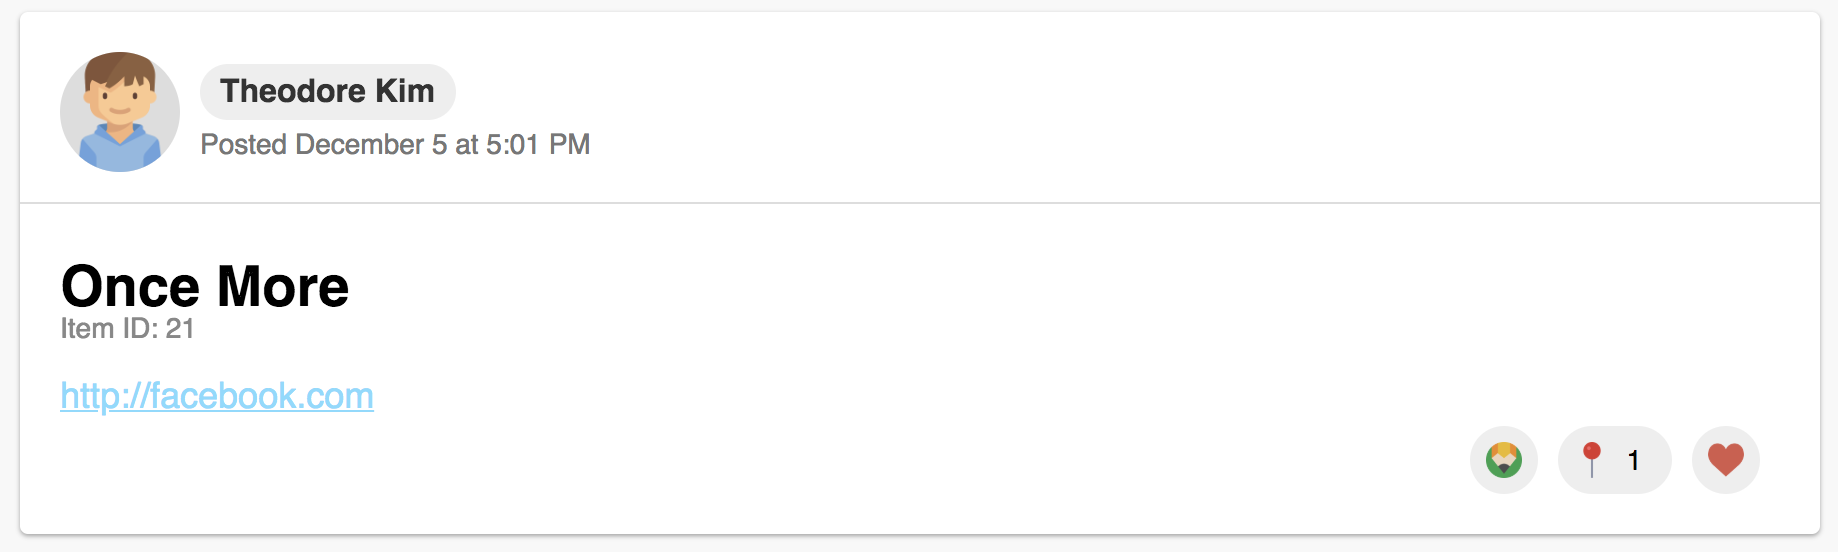 Theodore Kim
Posted December 5 at 5:01 PM
Once More
Item ID: 21
http://facebook.com
1